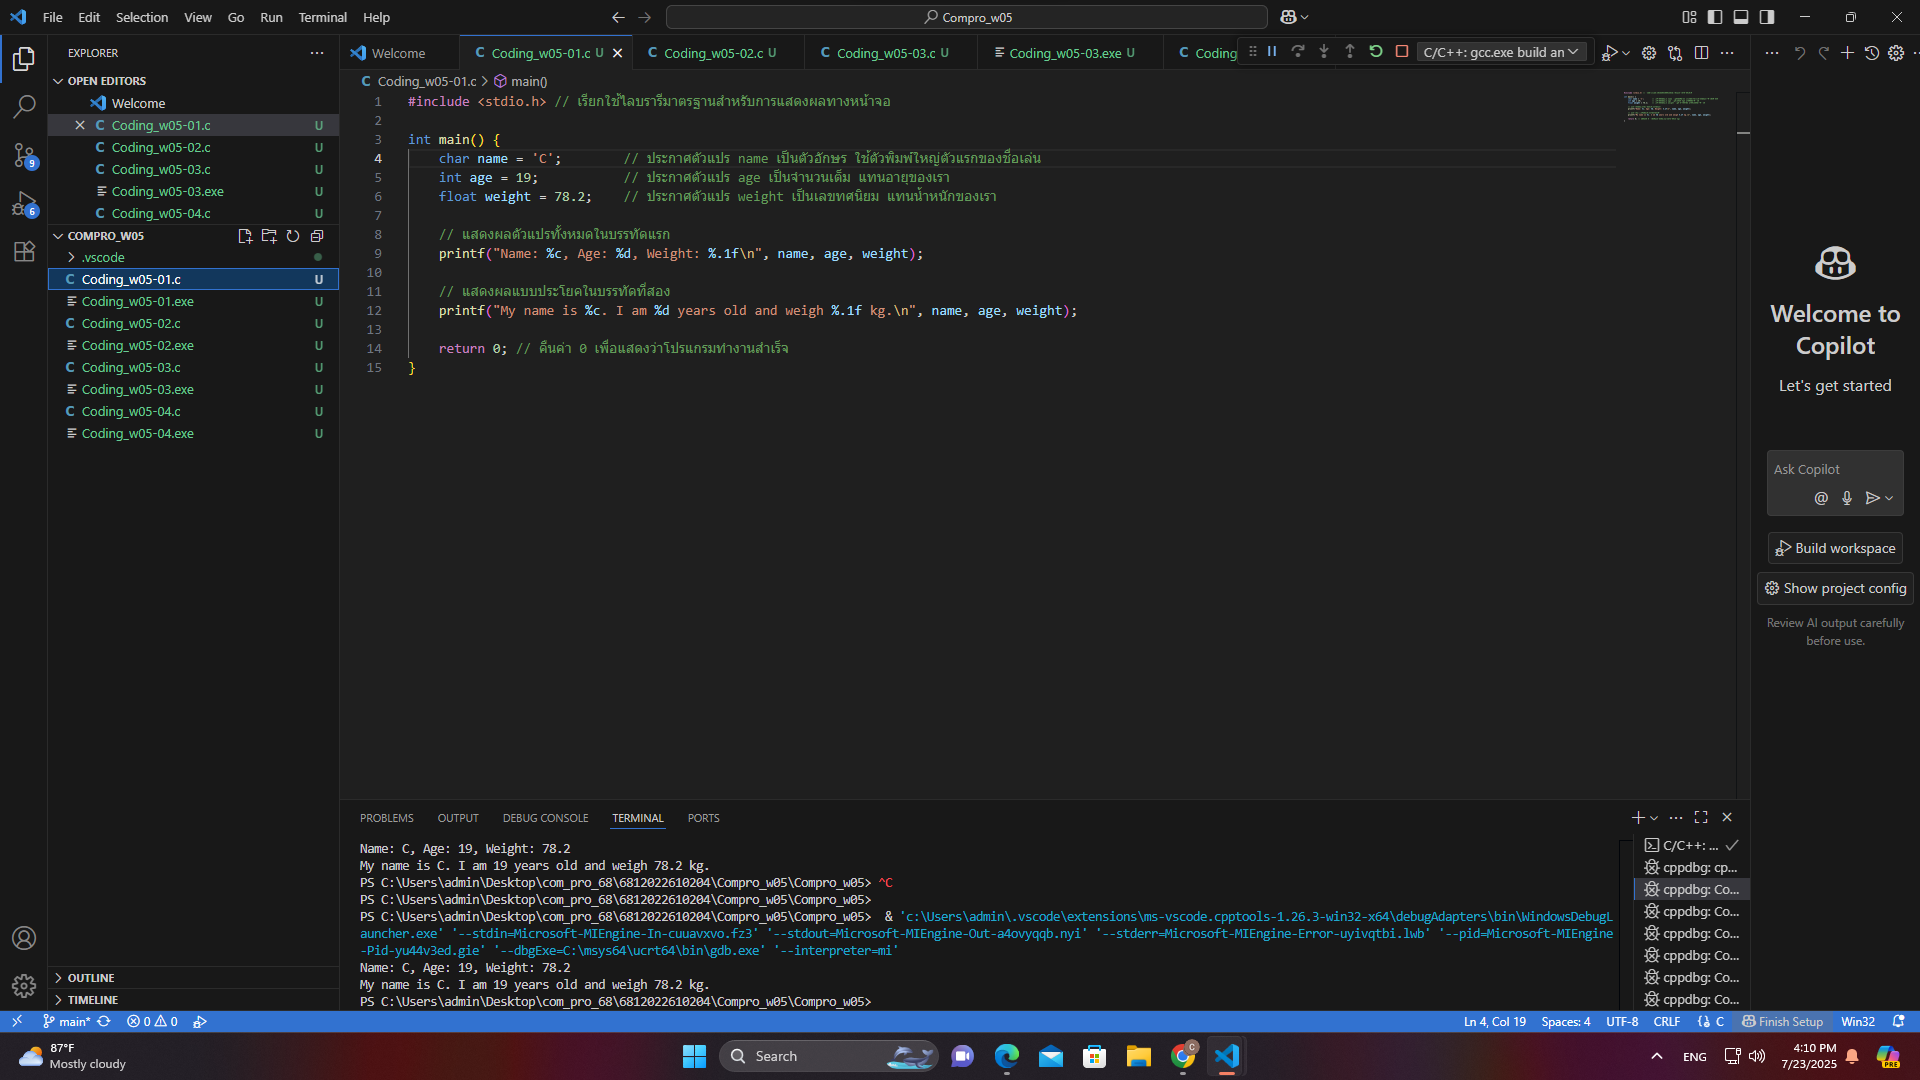 File Edit Selection View Go Run Terminal Help
Compro_w05
EXPLORER
OPEN EDITORS
Welcome
Coding_w05-01.c U
Coding_w05-02.c U
Coding_w05-03.c U
Coding_w05-03.exe U
Coding_w05-04.c U
COMPRO_W05
.vscode
Coding_w05-01.c U
Coding_w05-01.exe U
Coding_w05-02.c U
Coding_w05-02.exe U
Coding_w05-03.c U
Coding_w05-03.exe U
Coding_w05-04.c U
Coding_w05-04.exe U
OUTLINE
TIMELINE
9
6
Welcome Coding_w05-01.c U Coding_w05-02.c U Coding_w05-03.c U Coding_w05-03.exe U Coding
C/C++: gcc.exe build an
Coding_w05-01.c > main()
1 #include <stdio.h> // เรียกใช้ไลบรารีมาตรฐานสำหรับการแสดงผลทางหน้าจอ
2
3 int main() {
4 char name = 'C'; // ประกาศตัวแปร name เป็นตัวอักษร ใช้ตัวพิมพ์ใหญ่ตัวแรกของชื่อเล่น
5 int age = 19; // ประกาศตัวแปร age เป็นจำนวนเต็ม แทนอายุของเรา
6 float weight = 78.2; // ประกาศตัวแปร weight เป็นเลขทศนิยม แทนน้ำหนักของเรา
7
8 // แสดงผลตัวแปรทั้งหมดในบรรทัดแรก
9 printf("Name: %c, Age: %d, Weight: %.1f\n", name, age, weight);
10
11 // แสดงผลแบบประโยคในบรรทัดที่สอง
12 printf("My name is %c. I am %d years old and weigh %.1f kg.\n", name, age, weight);
13
14 return 0; // คืนค่า 0 เพื่อแสดงว่าโปรแกรมทำงานสำเร็จ
15 }
PROBLEMS OUTPUT DEBUG CONSOLE TERMINAL PORTS
Name: C, Age: 19, Weight: 78.2
My name is C. I am 19 years old and weigh 78.2 kg.
PS C:\Users\admin\Desktop\com_pro_68\6812022610204\Compro_w05\Compro_w05> ^C
PS C:\Users\admin\Desktop\com_pro_68\6812022610204\Compro_w05\Compro_w05>
PS C:\Users\admin\Desktop\com_pro_68\6812022610204\Compro_w05\Compro_w05> & 'c:\Users\admin\.vscode\extensions\ms-vscode.cpptools-1.26.3-win32-x64\debugAdapters\bin\WindowsDebugL
auncher.exe' '--stdin=Microsoft-MIEngine-In-cuuavxvo.fz3' '--stdout=Microsoft-MIEngine-Out-a4ovyqqb.nyi' '--stderr=Microsoft-MIEngine-Error-uyivqtbi.lwb' '--pid=Microsoft-MIEngine
-Pid-yu44v3ed.gie' '--dbgExe=C:\msys64\ucrt64\bin\gdb.exe' '--interpreter=mi'
Name: C, Age: 19, Weight: 78.2
My name is C. I am 19 years old and weigh 78.2 kg.
PS C:\Users\admin\Desktop\com_pro_68\6812022610204\Compro_w05\Compro_w05>
C/C++: ...
cppdbg: cp...
cppdbg: Co...
cppdbg: Co...
cppdbg: Co...
cppdbg: Co...
cppdbg: Co...
cppdbg: Co...
Welcome to
Copilot
Let's get started
Ask Copilot
Build workspace
Show project config
Review AI output carefully
before use.
main* 0 0
Ln 4, Col 19 Spaces: 4 UTF-8 CRLF C Finish Setup Win32
87°F
Mostly cloudy
Search
C
ENG
4:10 PM
7/23/2025
PRE